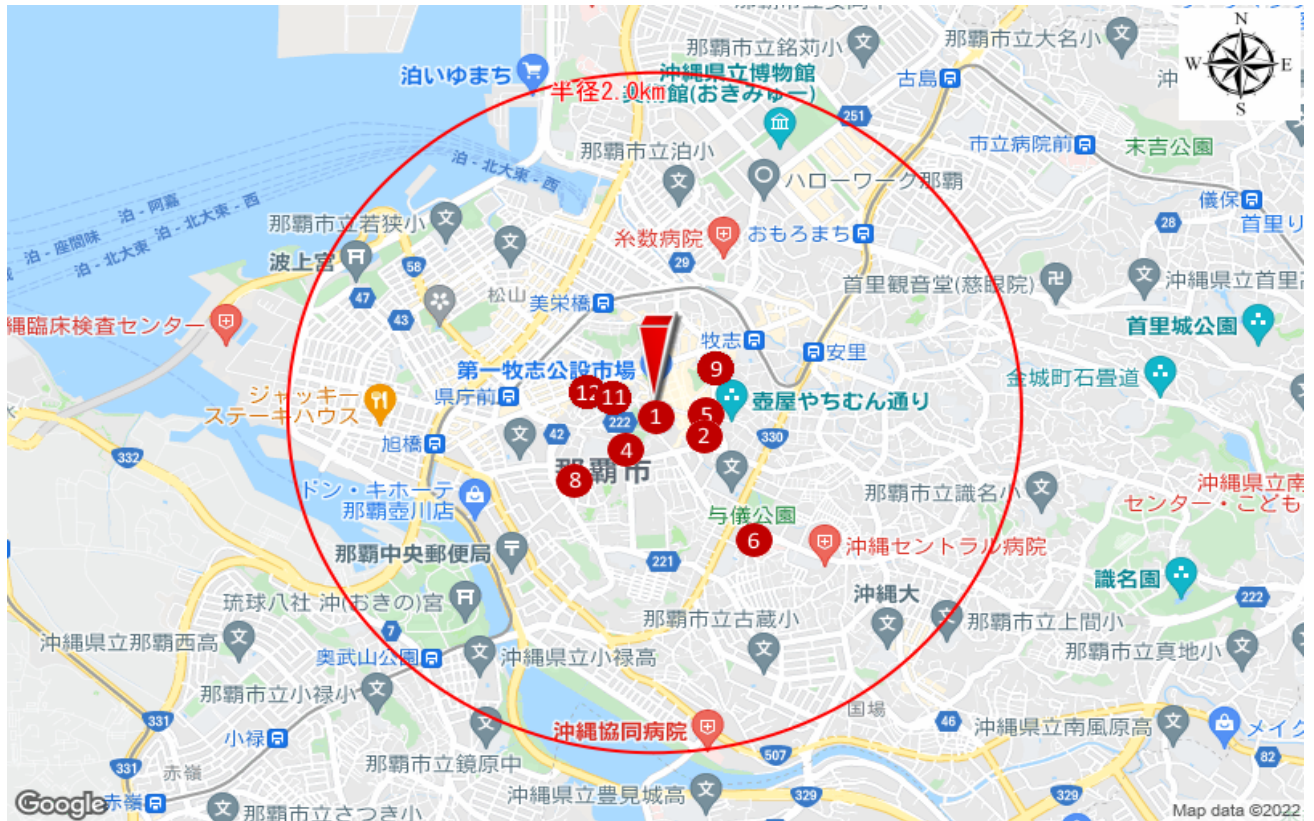 那覇市立銘苅小
那覇市立大名小
N
W
E
S
泊いゆまち
沖縄県立博物館
美術館(おきみゅー)
半径2.0km
古島
沖
251
市立病院前
末吉公園
那覇市立泊小
ハローワーク那覇
泊 - 北大東 - 西
泊 - 阿嘉
泊 - 北大東 - 西
泊 - 座間味
泊 - 北大東
那覇市立若狭小
波上宮
58
47
43
松山
糸数病院
29
おもろまち
28
儀保
首里り
首里観音堂(慈眼院)
沖縄県立首里高
縄臨床検査センター
美栄橋
牧志
安里
首里城公園
第一牧志公設市場
9
金城町石畳道
ジャッキー
ステーキハウス
県庁前
12
11
1
5
壺屋やちむん通り
222
2
330
42
旭橋
4
332
那覇市
8
ドン・キホーテ
那覇壺川店
那覇市立識名小
沖縄県立南
センター・こども
与儀公園
6
沖縄セントラル病院
那覇中央郵便局
221
識名園
222
琉球八社 沖(おきの)宮
7
沖縄大
那覇市立古蔵小
那覇市立上間小
沖縄県立那覇西高
奥武山公園
沖縄県立小禄高
那覇市立真地小
那覇市立小禄小
331
国場
46
沖縄県立南風原高
メイク
小禄
沖縄協同病院
507
82
331
赤嶺
那覇市立鏡原中
赤嶺
沖縄県立豊見城高
329
329
Google
那覇市立さつき小
Map data ©2022